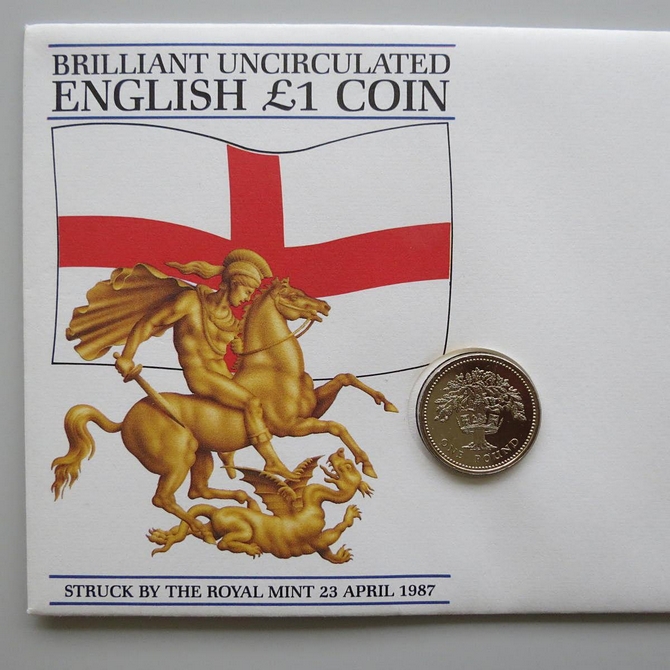 BRILLIANT UNCIRCULATED
ENGLISH £1 COIN
ONE POUND
STRUCK BY THE ROYAL MINT 23 APRIL 1987